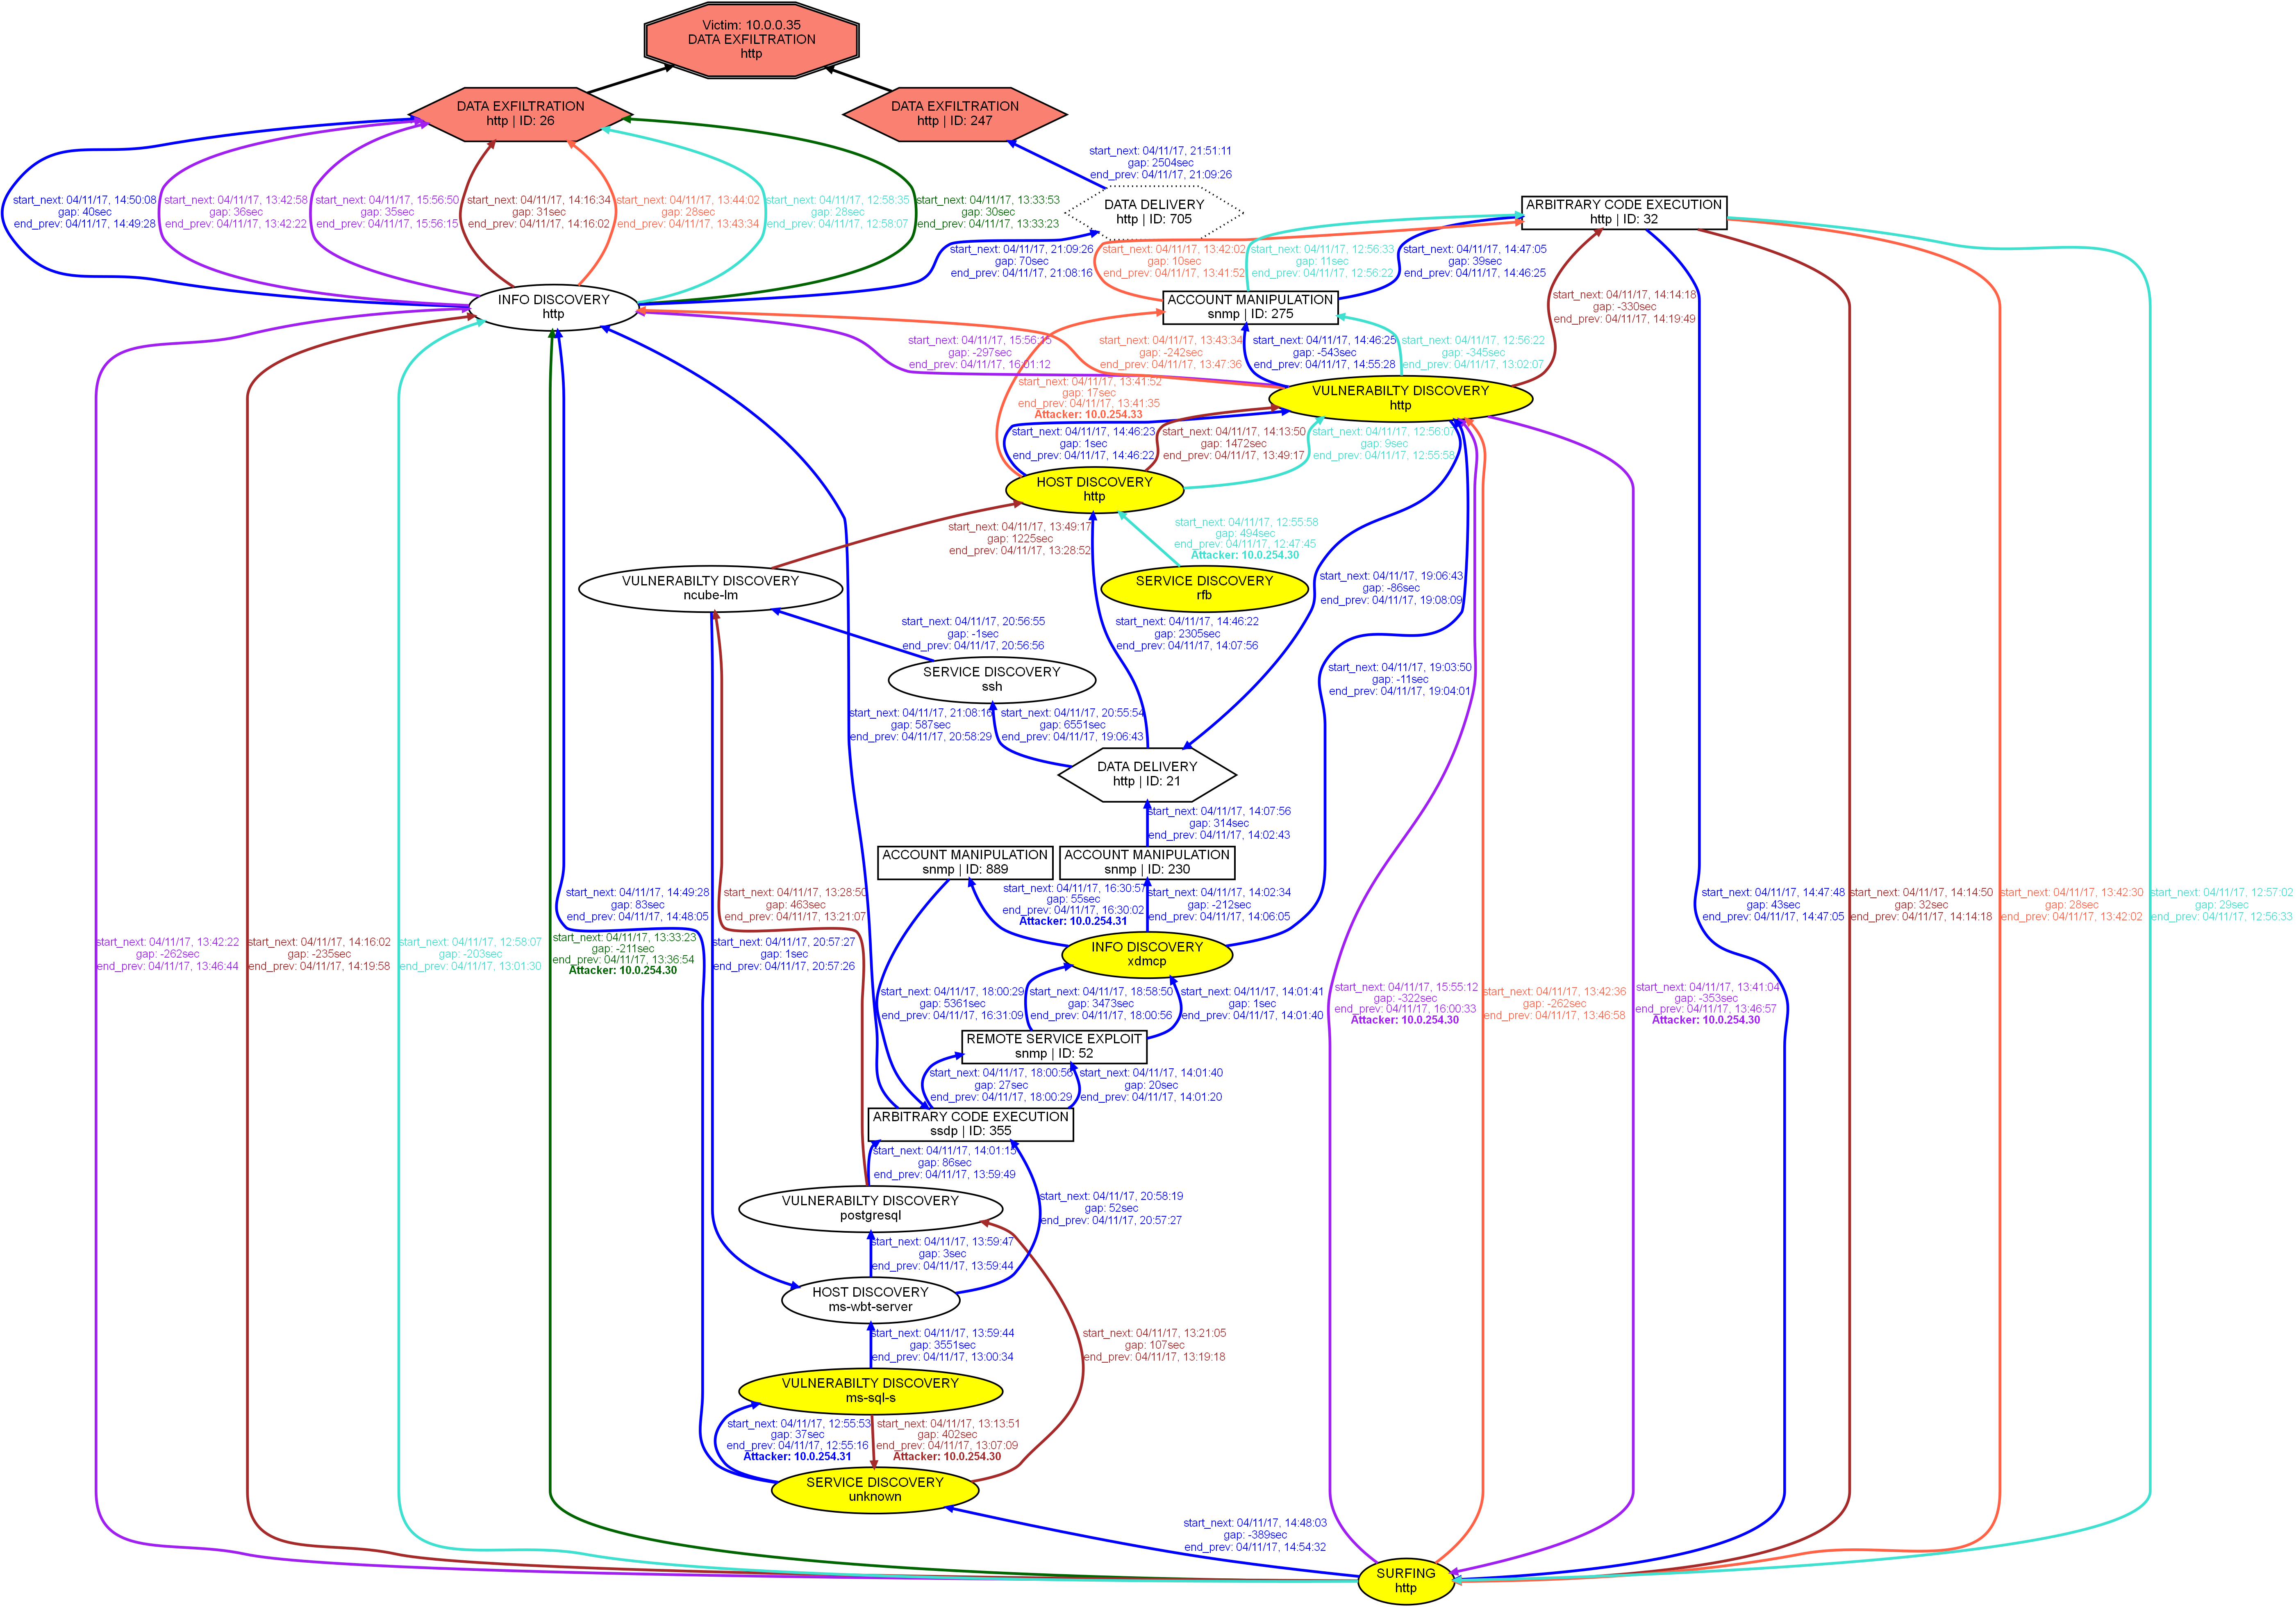 Victim: 10.0.0.35
DATA EXFILTRATION
http
DATA EXFILTRATION
http | ID: 26
DATA EXFILTRATION
http | ID: 247
start_next: 04/11/17, 21:51:11
gap: 2504sec
end_prev: 04/11/17, 21:09:26
DATA DELIVERY
http | ID: 705
ARBITRARY CODE EXECUTION
http | ID: 32
start_next: 04/11/17, 14:50:08
gap: 40sec
end_prev: 04/11/17, 14:49:28
start_next: 04/11/17, 13:42:58
gap: 36sec
end_prev: 04/11/17, 13:42:22
start_next: 04/11/17, 15:56:50
gap: 35sec
end_prev: 04/11/17, 15:56:15
start_next: 04/11/17, 14:16:34
gap: 31sec
end_prev: 04/11/17, 14:16:02
start_next: 04/11/17, 13:44:02
gap: 28sec
end_prev: 04/11/17, 13:43:34
start_next: 04/11/17, 12:58:35
gap: 28sec
end_prev: 04/11/17, 12:58:07
start_next: 04/11/17, 13:33:53
gap: 30sec
end_prev: 04/11/17, 13:33:23
start_next: 04/11/17, 21:09:26
gap: 70sec
end_prev: 04/11/17, 21:08:16
start_next: 04/11/17, 13:42:02
gap: 10sec
end_prev: 04/11/17, 13:41:52
start_next: 04/11/17, 12:56:33
gap: 11sec
end_prev: 04/11/17, 12:56:22
start_next: 04/11/17, 14:47:05
gap: 39sec
end_prev: 04/11/17, 14:46:25
INFO DISCOVERY
http
ACCOUNT MANIPULATION
snmp | ID: 275
start_next: 04/11/17, 14:14:18
gap: -330sec
end_prev: 04/11/17, 14:19:49
start_next: 04/11/17, 15:56:15
gap: -297sec
end_prev: 04/11/17, 16:01:12
start_next: 04/11/17, 13:43:34
gap: -242sec
end_prev: 04/11/17, 13:47:36
start_next: 04/11/17, 14:46:25
gap: -543sec
end_prev: 04/11/17, 14:55:28
start_next: 04/11/17, 12:56:22
gap: -345sec
end_prev: 04/11/17, 13:02:07
start_next: 04/11/17, 13:41:52
gap: 17sec
end_prev: 04/11/17, 13:41:35
Attacker: 10.0.254.33
VULNERABILTY DISCOVERY
http
start_next: 04/11/17, 14:46:23
gap: 1sec
end_prev: 04/11/17, 14:46:22
start_next: 04/11/17, 14:13:50
gap: 1472sec
end_prev: 04/11/17, 13:49:17
start_next: 04/11/17, 12:56:07
gap: 9sec
end_prev: 04/11/17, 12:55:58
HOST DISCOVERY
http
start_next: 04/11/17, 13:49:17
gap: 1225sec
end_prev: 04/11/17, 13:28:52
start_next: 04/11/17, 12:55:58
gap: 494sec
end_prev: 04/11/17, 12:47:45
Attacker: 10.0.254.30
VULNERABILTY DISCOVERY
ncube-lm
SERVICE DISCOVERY
rfb
start_next: 04/11/17, 19:06:43
gap: -86sec
end_prev: 04/11/17, 19:08:09
start_next: 04/11/17, 20:56:55
gap: -1sec
end_prev: 04/11/17, 20:56:56
start_next: 04/11/17, 14:46:22
gap: 2305sec
end_prev: 04/11/17, 14:07:56
SERVICE DISCOVERY
ssh
start_next: 04/11/17, 19:03:50
gap: -11sec
end_prev: 04/11/17, 19:04:01
start_next: 04/11/17, 21:08:16
gap: 587sec
end_prev: 04/11/17, 20:58:29
start_next: 04/11/17, 20:55:54
gap: 6551sec
end_prev: 04/11/17, 19:06:43
DATA DELIVERY
http | ID: 21
start_next: 04/11/17, 14:07:56
gap: 314sec
end_prev: 04/11/17, 14:02:43
ACCOUNT MANIPULATION
snmp | ID: 889
ACCOUNT MANIPULATION
snmp | ID: 230
start_next: 04/11/17, 14:49:28
gap: 83sec
end_prev: 04/11/17, 14:48:05
start_next: 04/11/17, 13:28:50
gap: 463sec
end_prev: 04/11/17, 13:21:07
start_next: 04/11/17, 16:30:57
gap: 55sec
end_prev: 04/11/17, 16:30:02
Attacker: 10.0.254.31
start_next: 04/11/17, 14:02:34
gap: -212sec
end_prev: 04/11/17, 14:06:05
start_next: 04/11/17, 14:47:48
gap: 43sec
end_prev: 04/11/17, 14:47:05
start_next: 04/11/17, 14:14:50
gap: 32sec
end_prev: 04/11/17, 14:14:18
start_next: 04/11/17, 13:42:30
gap: 28sec
end_prev: 04/11/17, 13:42:02
start_next: 04/11/17, 12:57:02
gap: 29sec
end_prev: 04/11/17, 12:56:33
start_next: 04/11/17, 13:42:22
gap: -262sec
end_prev: 04/11/17, 13:46:44
start_next: 04/11/17, 14:16:02
gap: -235sec
end_prev: 04/11/17, 14:19:58
start_next: 04/11/17, 12:58:07
gap: -203sec
end_prev: 04/11/17, 13:01:30
start_next: 04/11/17, 13:33:23
gap: -211sec
end_prev: 04/11/17, 13:36:54
Attacker: 10.0.254.30
start_next: 04/11/17, 20:57:27
gap: 1sec
end_prev: 04/11/17, 20:57:26
INFO DISCOVERY
xdmcp
start_next: 04/11/17, 18:00:29
gap: 5361sec
end_prev: 04/11/17, 16:31:09
start_next: 04/11/17, 18:58:50
gap: 3473sec
end_prev: 04/11/17, 18:00:56
start_next: 04/11/17, 14:01:41
gap: 1sec
end_prev: 04/11/17, 14:01:40
start_next: 04/11/17, 15:55:12
gap: -322sec
end_prev: 04/11/17, 16:00:33
Attacker: 10.0.254.30
start_next: 04/11/17, 13:42:36
gap: -262sec
end_prev: 04/11/17, 13:46:58
start_next: 04/11/17, 13:41:04
gap: -353sec
end_prev: 04/11/17, 13:46:57
Attacker: 10.0.254.30
REMOTE SERVICE EXPLOIT
snmp | ID: 52
start_next: 04/11/17, 18:00:56
gap: 27sec
end_prev: 04/11/17, 18:00:29
start_next: 04/11/17, 14:01:40
gap: 20sec
end_prev: 04/11/17, 14:01:20
ARBITRARY CODE EXECUTION
ssdp | ID: 355
start_next: 04/11/17, 14:01:15
gap: 86sec
end_prev: 04/11/17, 13:59:49
VULNERABILTY DISCOVERY
postgresql
start_next: 04/11/17, 20:58:19
gap: 52sec
end_prev: 04/11/17, 20:57:27
start_next: 04/11/17, 13:59:47
gap: 3sec
end_prev: 04/11/17, 13:59:44
HOST DISCOVERY
ms-wbt-server
start_next: 04/11/17, 13:59:44
gap: 3551sec
end_prev: 04/11/17, 13:00:34
start_next: 04/11/17, 13:21:05
gap: 107sec
end_prev: 04/11/17, 13:19:18
VULNERABILTY DISCOVERY
ms-sql-s
start_next: 04/11/17, 12:55:53
gap: 37sec
end_prev: 04/11/17, 12:55:16
Attacker: 10.0.254.31
start_next: 04/11/17, 13:13:51
gap: 402sec
end_prev: 04/11/17, 13:07:09
Attacker: 10.0.254.30
SERVICE DISCOVERY
unknown
start_next: 04/11/17, 14:48:03
gap: -389sec
end_prev: 04/11/17, 14:54:32
SURFING
http